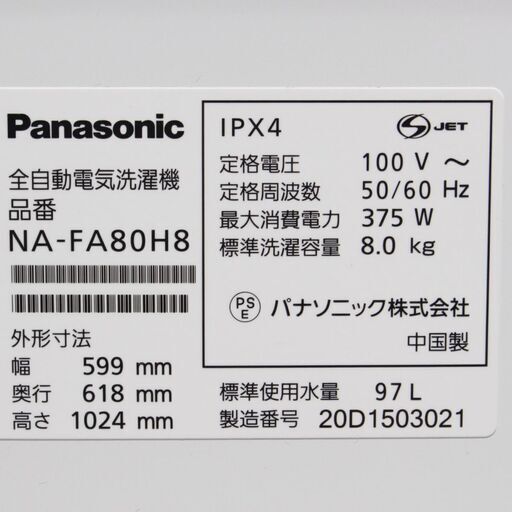 Panasonic
全自動電気洗濯機
品番
NA-FA80H8
外形寸法
幅 599 mm
奥行 618 mm
高さ 1024 mm
IPX4 S JET
定格電圧 100 V ～
定格周波数 50/60 Hz
最大消費電力 375 W
標準洗濯容量 8.0 kg
PS E パナソニック株式会社
中国製
標準使用水量 97 L
製造番号 20D1503021